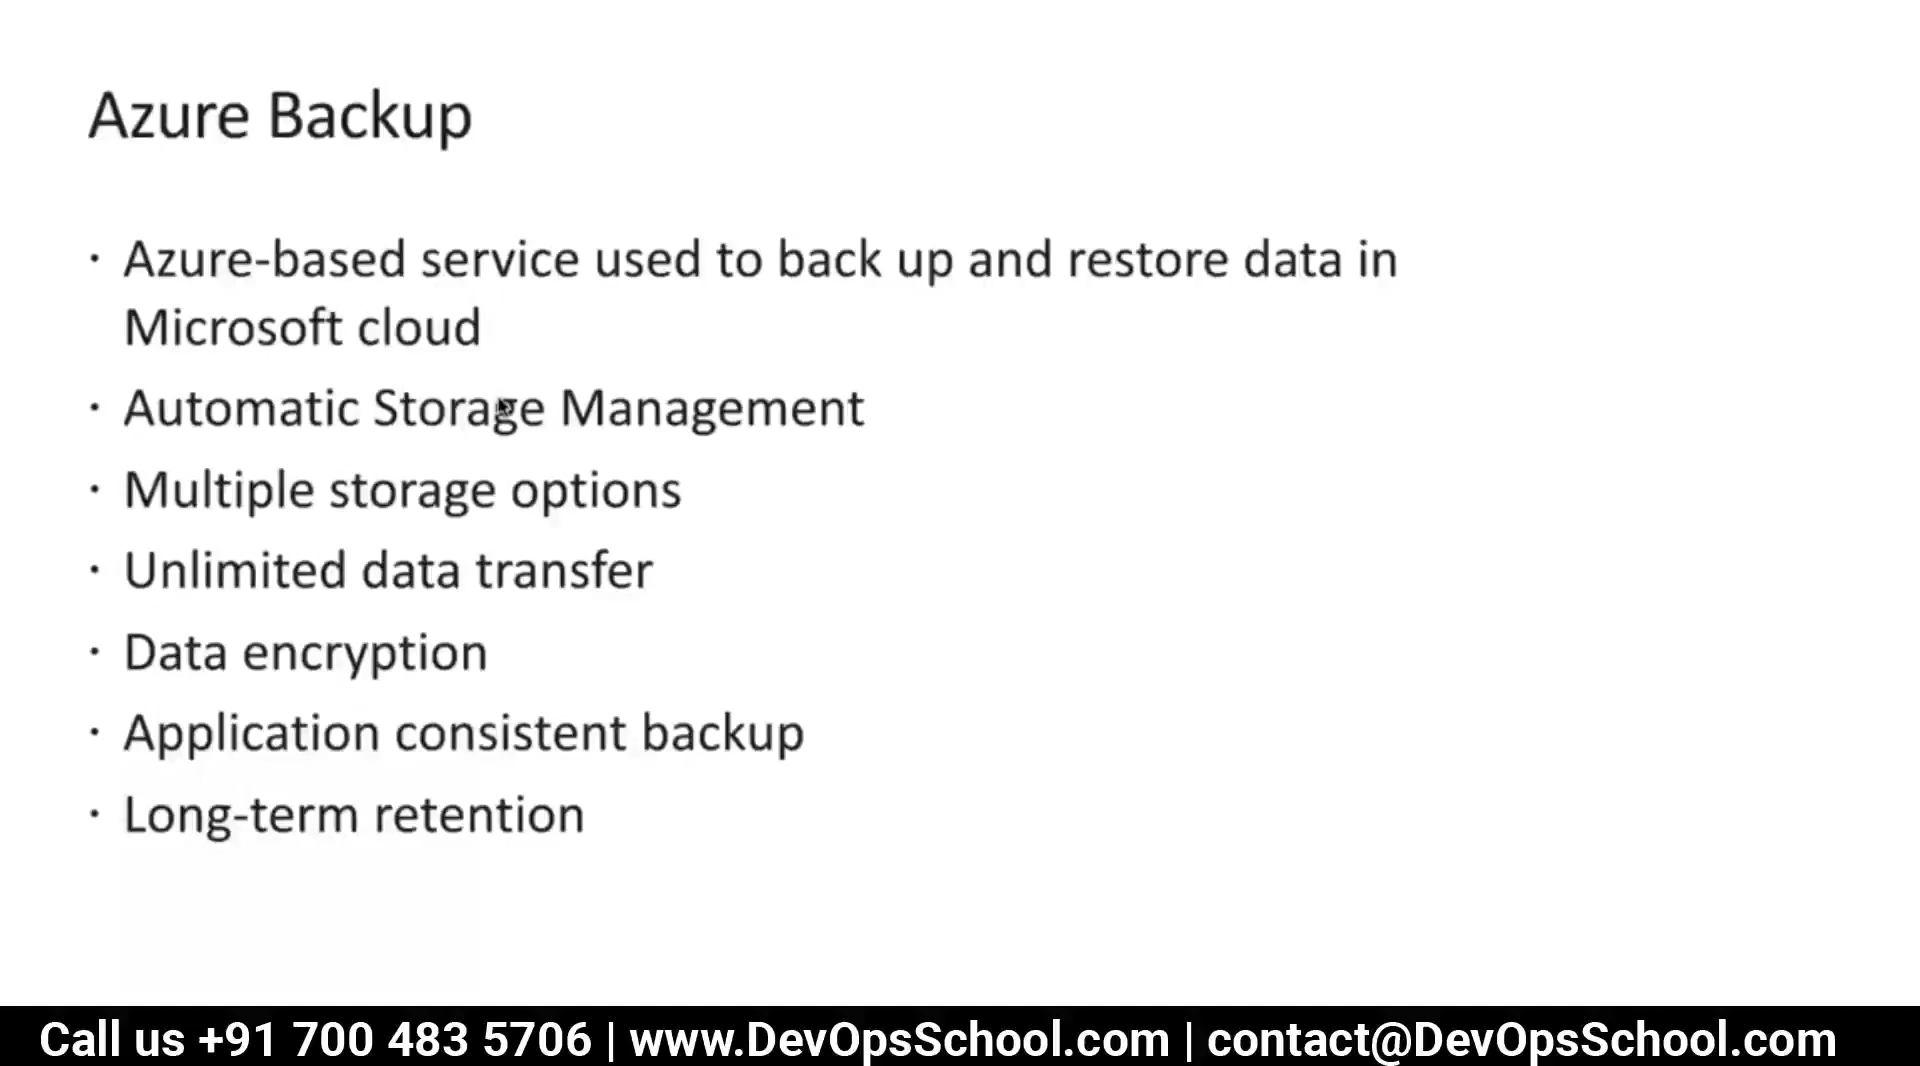 Azure Backup
· Azure-based service used to back up and restore data in
Microsoft cloud
· Automatic Storage Management
· Multiple storage options
· Unlimited data transfer
· Data encryption
· Application consistent backup
· Long-term retention
Call us +91 700 483 5706 | www.DevOpsSchool.com | contact@DevOpsSchool.com